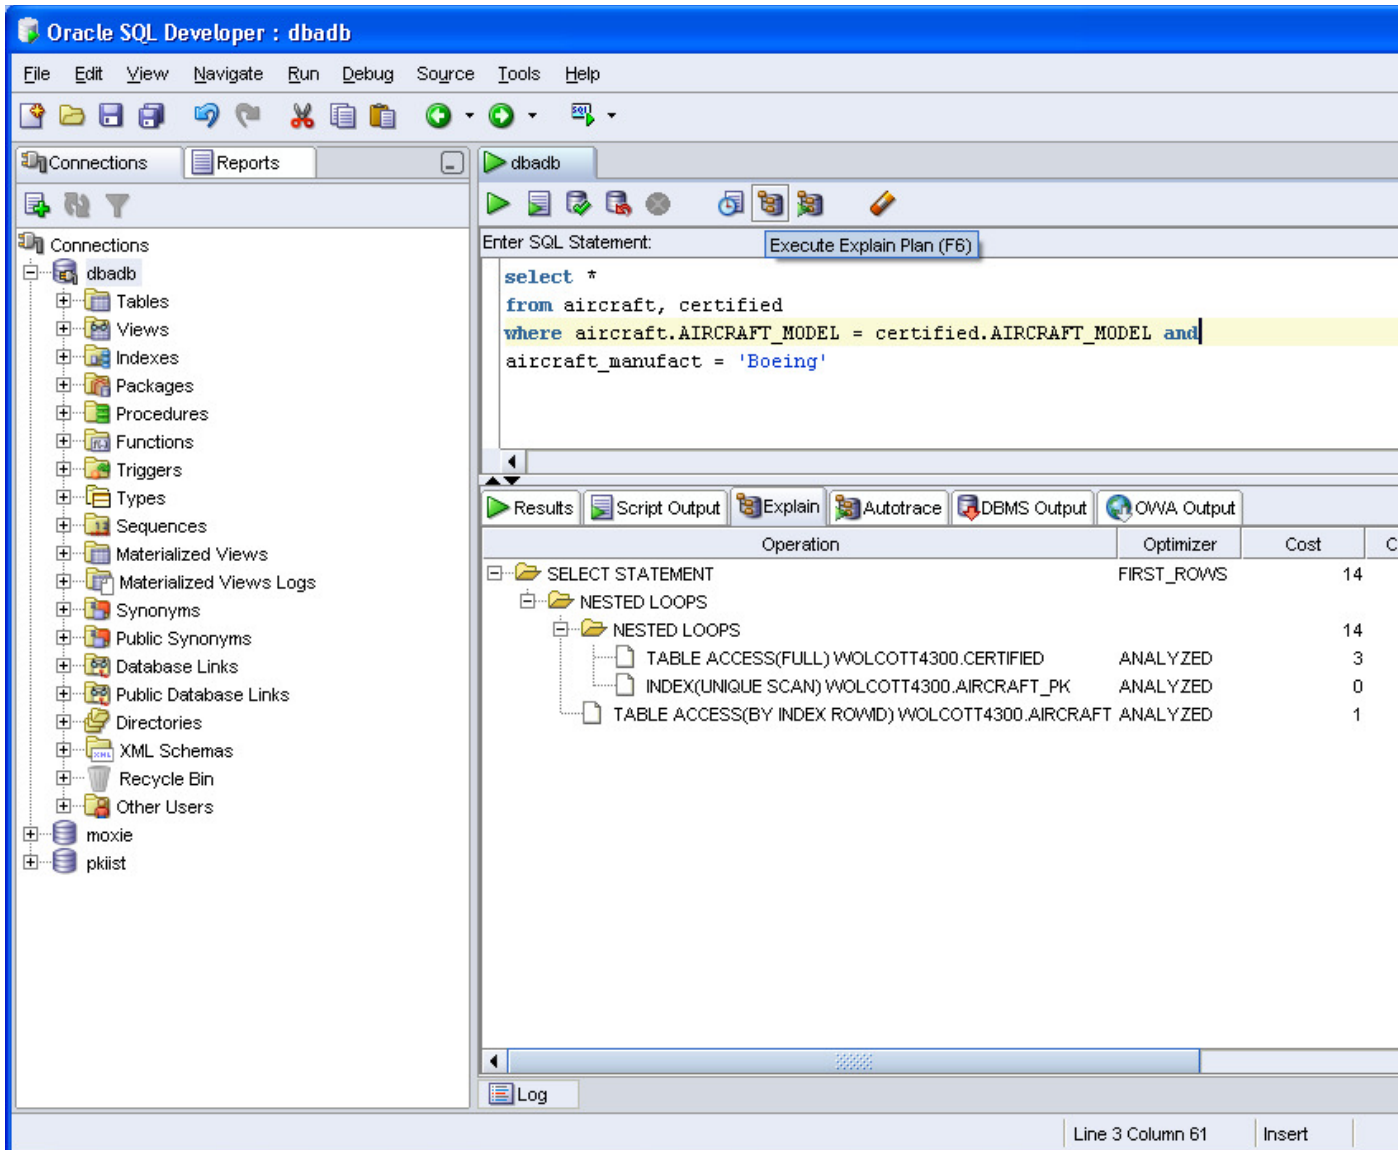 Oracle SQL Developer : dbadb
File Edit View Navigate Run Debug Source Tools Help
Connections Reports
dbadb
Connections
dbadb
Tables
Views
Indexes
Packages
Procedures
Functions
Triggers
Types
Sequences
Materialized Views
Materialized Views Logs
Synonyms
Public Synonyms
Database Links
Public Database Links
Directories
XML Schemas
Recycle Bin
Other Users
moxie
pkiist
Enter SQL Statement:
Execute Explain Plan (F6)
select *
from aircraft, certified
where aircraft.AIRCRAFT_MODEL = certified.AIRCRAFT_MODEL and
aircraft_manufact = 'Boeing'
Results Script Output Explain Autotrace DBMS Output OWA Output
Operation Optimizer Cost C
SELECT STATEMENT FIRST_ROWS 14
NESTED LOOPS
NESTED LOOPS 14
TABLE ACCESS(FULL) WOLCOTT4300.CERTIFIED ANALYZED 3
INDEX(UNIQUE SCAN) WOLCOTT4300.AIRCRAFT_PK ANALYZED 0
TABLE ACCESS(BY INDEX ROWID) WOLCOTT4300.AIRCRAFT ANALYZED 1
Log
Line 3 Column 61 Insert